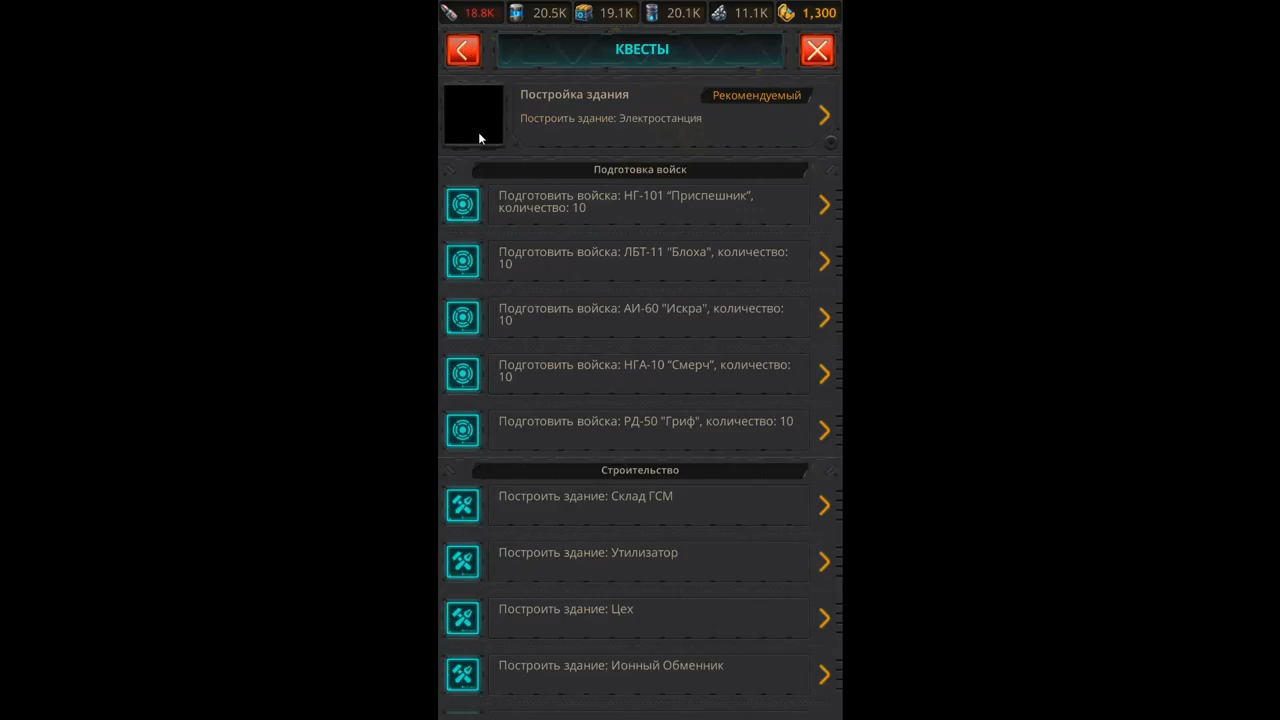 18.8K 20.5K 19.1K 20.1K 11.1K 1,300
КВЕСТЫ
Постройка здания
Рекомендуемый
Построить здание: Электростанция
Подготовка войск
Подготовить войска: НГ-101 “Приспешник”,
количество: 10
Подготовить войска: ЛБТ-11 "Блоха", количество:
10
Подготовить войска: АИ-60 "Искра", количество:
10
Подготовить войска: НГА-10 “Смерч”, количество:
10
Подготовить войска: РД-50 "Гриф", количество: 10
Строительство
Построить здание: Склад ГСМ
Построить здание: Утилизатор
Построить здание: Цех
Построить здание: Ионный Обменник